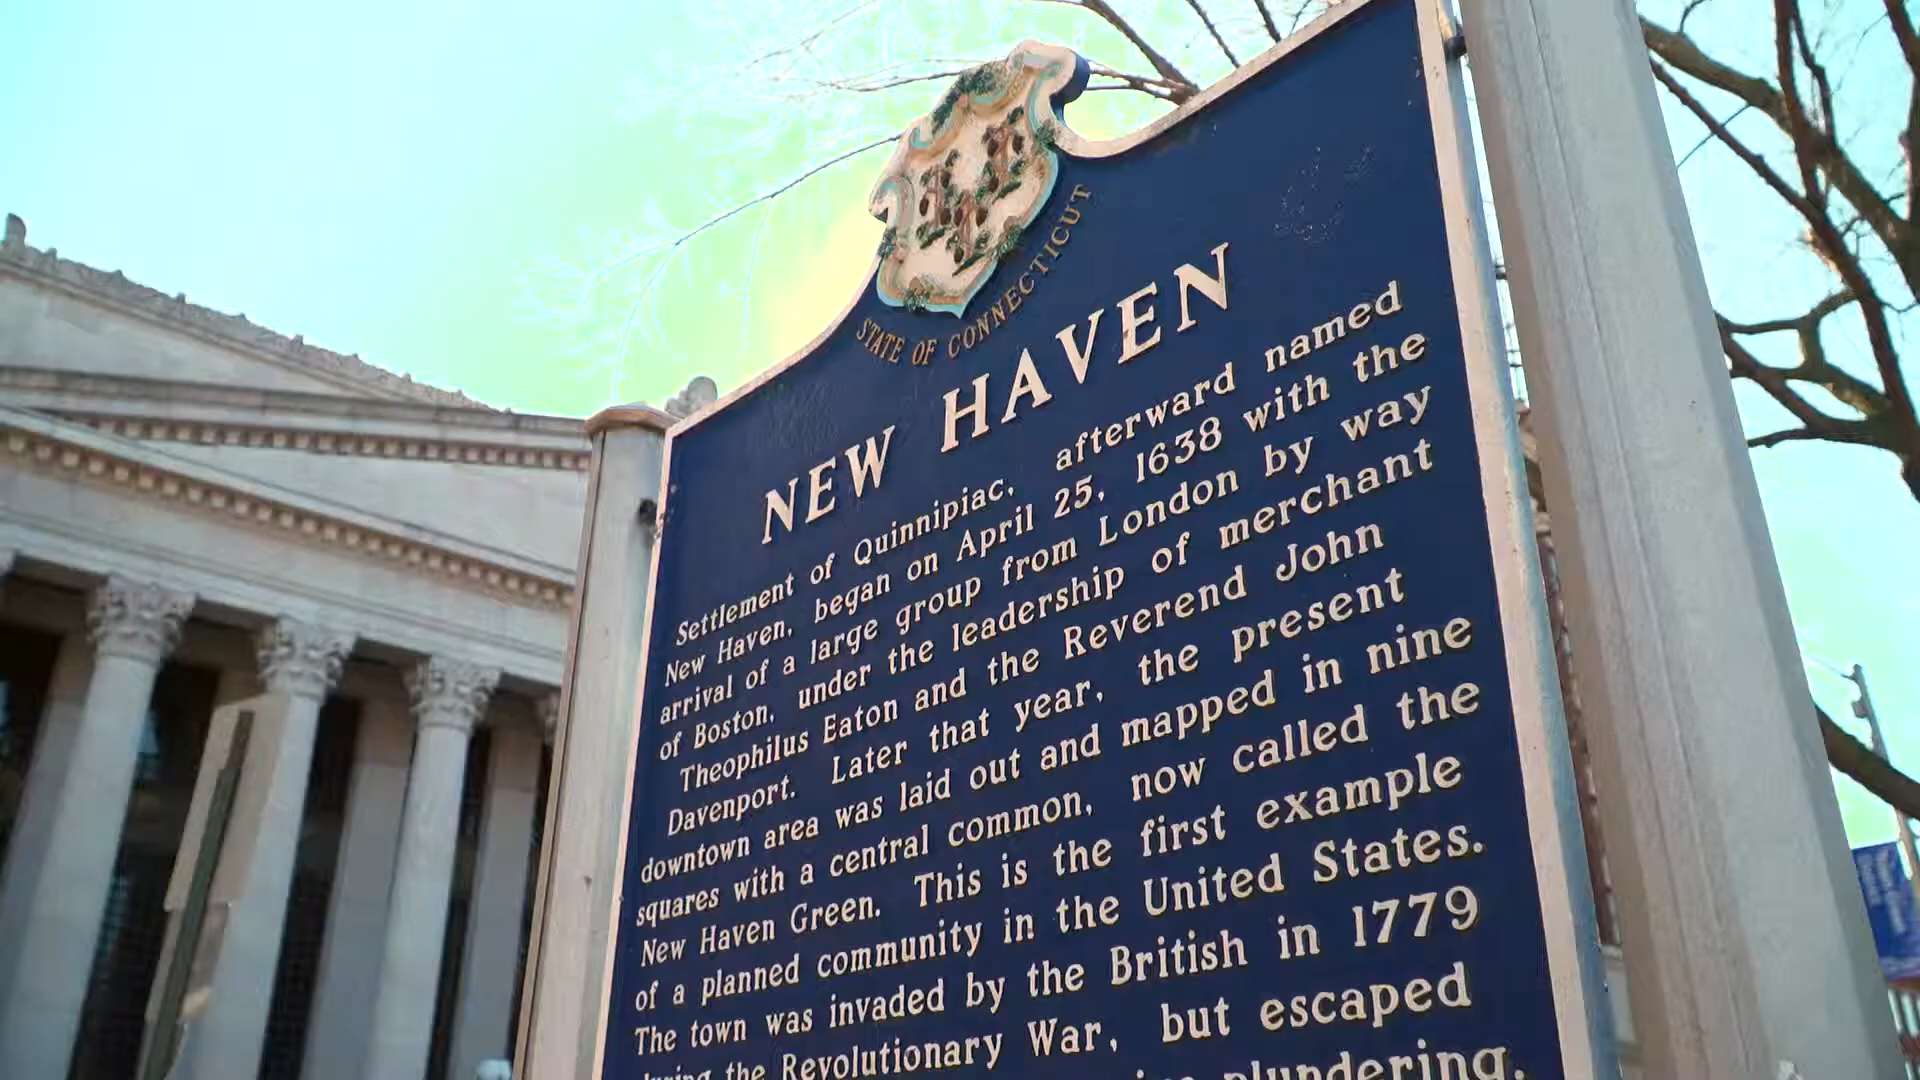 STATE OF CONNECTICUT
NEW HAVEN
Settlement of Quinnipiac, afterward named
New Haven, began on April 25, 1638 with the
arrival of a large group from London by way
of Boston, under the leadership of merchant
Theophilus Eaton and the Reverend John
Davenport. Later that year, the present
downtown area was laid out and mapped in nine
squares with a central common, now called the
New Haven Green. This is the first example
of a planned community in the United States.
The town was invaded by the British in 1779
during the Revolutionary War, but escaped
plundering.